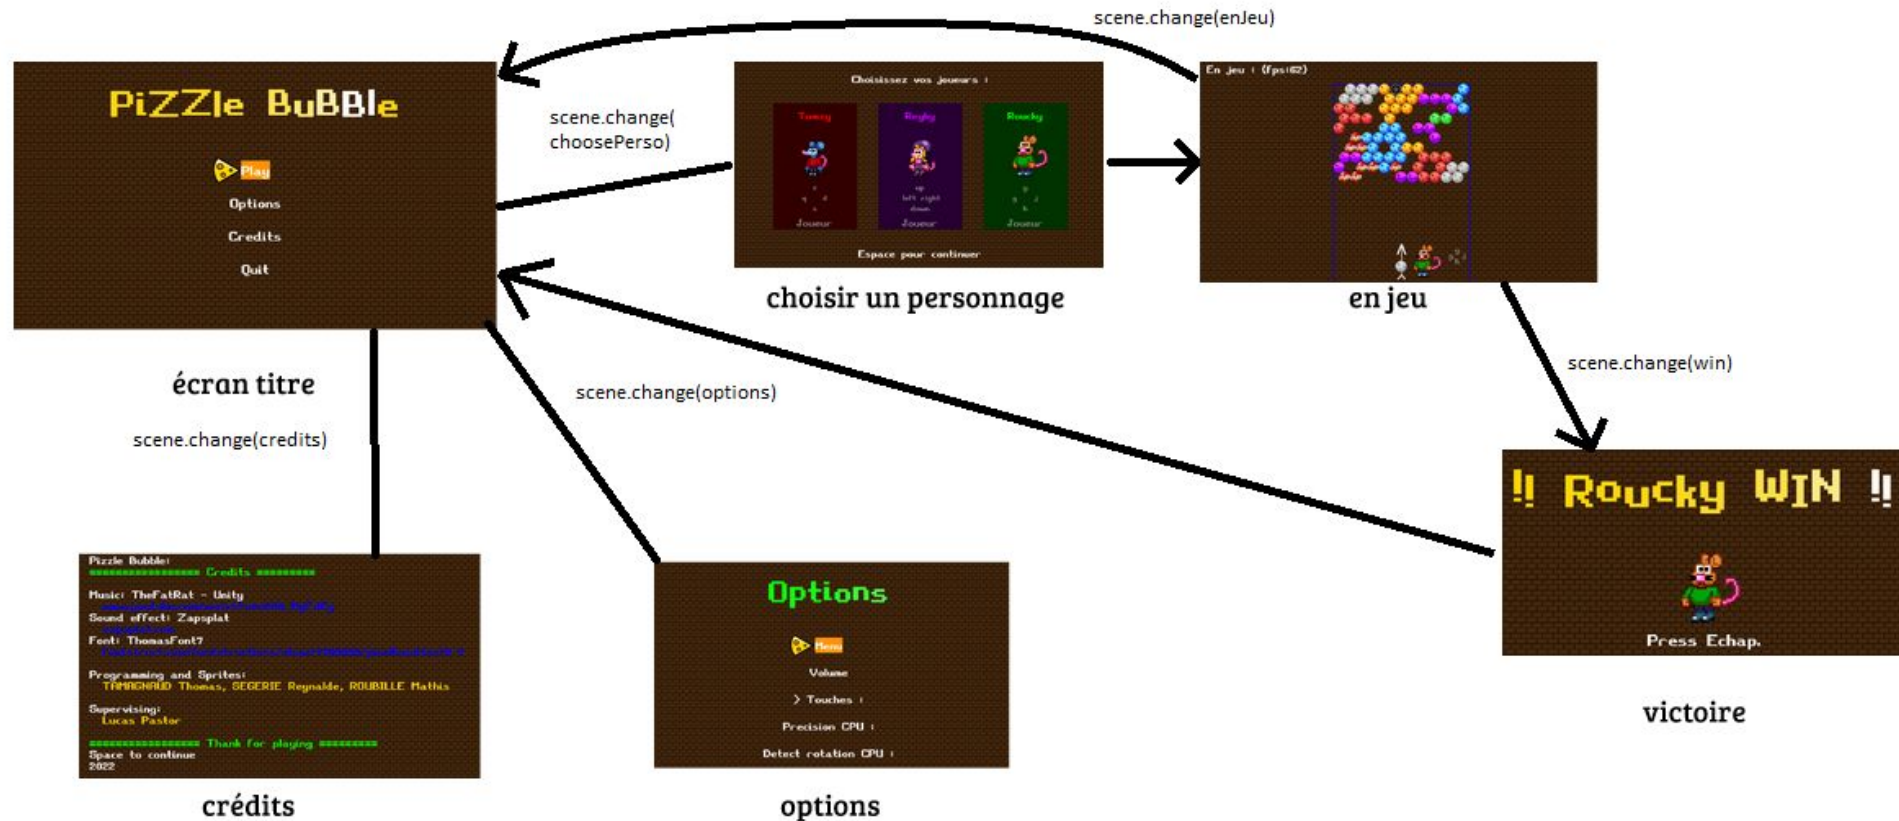 scene.change(enJeu)
PiZZle BuBBle
Play
Options
Credits
Quit
écran titre
scene.change(
choosePerso)
Choisissez vos joueurs :
Roucky
up
left right
down
Joueur
Joueur
Joueur
Espace pour continuer
choisir un personnage
En jeu : (fps:62)
en jeu
scene.change(win)
scene.change(options)
scene.change(credits)
Pizzle Bubble:
================= Credits =========
Music: TheFatRat - Unity
Sound effect: Zapsplat
Font: ThomasFont7
Programming and Sprites:
TAMAGNAUD Thomas, SEGERIE Reynalde, ROUBILLE Mathis
Supervising:
Lucas Pastor
================= Thank for playing =========
Space to continue
2022
crédits
Options
Menu
Volume
> Touches :
Precision CPU :
Detect rotation CPU :
options
!! Roucky WIN !!
Press Echap.
victoire